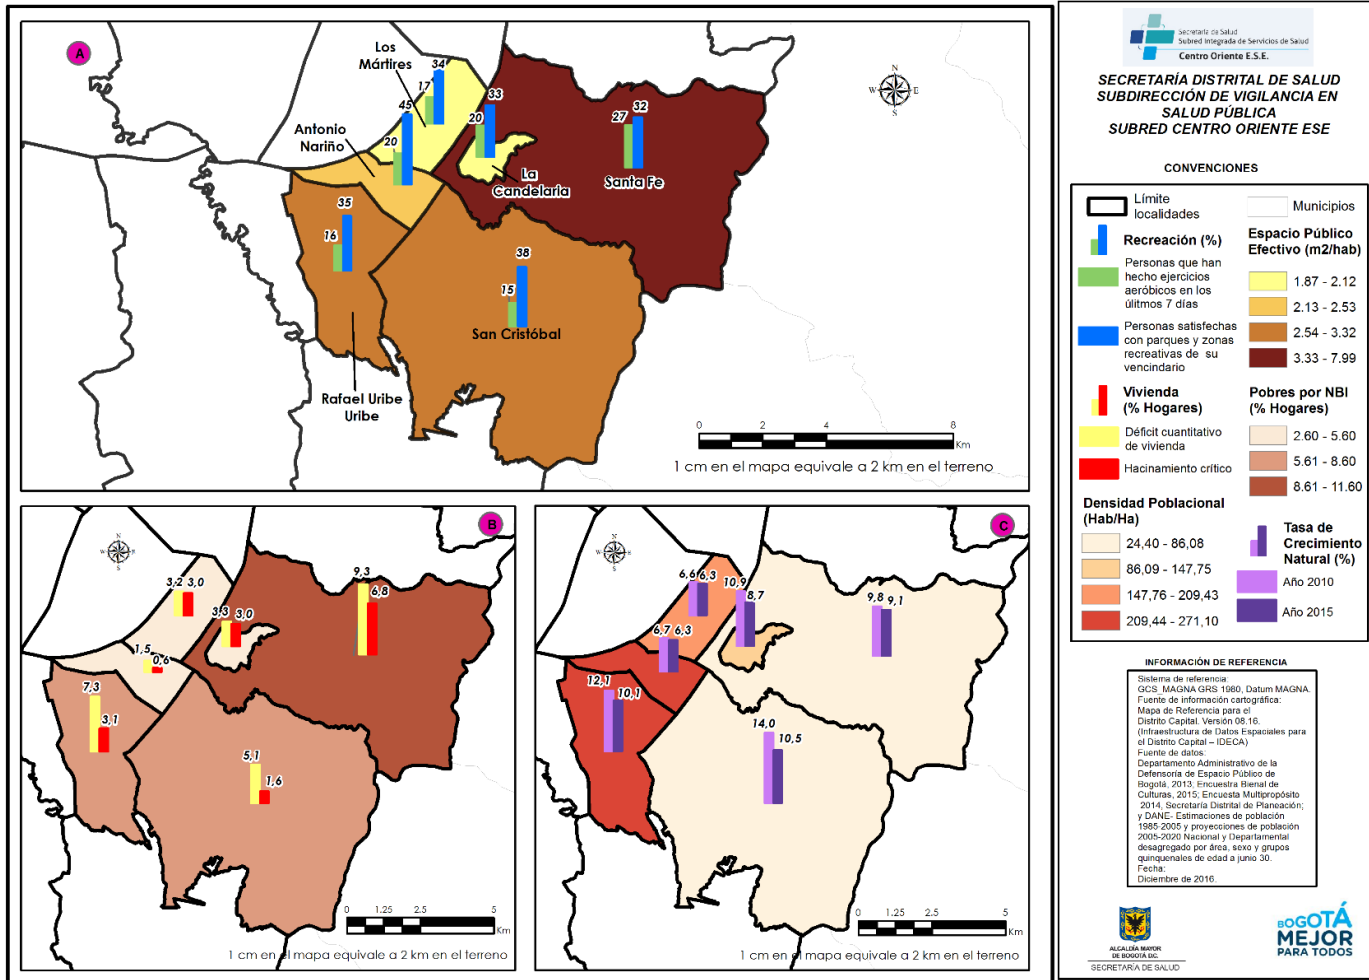 A
Los
Mártires
34
17
45
33
20
20
27
32
Antonio
Nariño
La
Candelaria
Santa Fe
35
16
38
15
San Cristóbal
Rafael Uribe
Uribe
N
W
E
S
0 2 4 8
Km
1 cm en el mapa equivale a 2 km en el terreno
B
N
W
E
S
3,2 3,0
3,3 3,0
9,3
6,8
1,5
0,6
7,3
3,1
5,1
1,6
0 1.25 2.5 5
Km
1 cm en el mapa equivale a 2 km en el terreno
C
N
W
E
S
6,6 6,3
10,9
8,7
9,8 9,1
6,7 6,3
12,1
10,1
14,0
10,5
0 1.25 2.5 5
Km
1 cm en el mapa equivale a 2 km en el terreno
Secretaría de Salud
Subred Integrada de Servicios de Salud
Centro Oriente E.S.E.
SECRETARÍA DISTRITAL DE SALUD
SUBDIRECCIÓN DE VIGILANCIA EN
SALUD PÚBLICA
SUBRED CENTRO ORIENTE ESE
CONVENCIONES
Límite
localidades
Municipios
Recreación (%)
Personas que han
hecho ejercicios
aeróbicos en los
úlitmos 7 días
Personas satisfechas
con parques y zonas
recreativas de su
vencindario
Espacio Público
Efectivo (m2/hab)
1.87 - 2.12
2.13 - 2.53
2.54 - 3.32
3.33 - 7.99
Vivienda
(% Hogares)
Déficit cuantitativo
de vivienda
Hacinamiento crítico
Pobres por NBI
(% Hogares)
2.60 - 5.60
5.61 - 8.60
8.61 - 11.60
Densidad Poblacional
(Hab/Ha)
24,40 - 86,08
86,09 - 147,75
147,76 - 209,43
209,44 - 271,10
Tasa de
Crecimiento
Natural (%)
Año 2010
Año 2015
INFORMACIÓN DE REFERENCIA
Sistema de referencia:
GCS_MAGNA GRS 1980, Datum MAGNA.
Fuente de información cartográfica:
Mapa de Referencia para el
Distrito Capital. Versión 08.16.
(Infraestructura de Datos Espaciales para
el Distrito Capital – IDECA)
Fuente de datos:
Departamento Administrativo de la
Defensoría de Espacio Público de
Bogotá, 2013; Encuestra Bienal de
Culturas, 2015; Encuesta Multipropósito
2014, Secretaría Distrital de Planeación;
y DANE- Estimaciones de población
1985-2005 y proyecciones de población
2005-2020 Nacional y Departamental
desagregado por área, sexo y grupos
quinquenales de edad a junio 30.
Fecha:
Diciembre de 2016.
ALCALDÍA MAYOR
DE BOGOTÁ D.C.
SECRETARÍA DE SALUD
BOGOTÁ
MEJOR
PARA TODOS